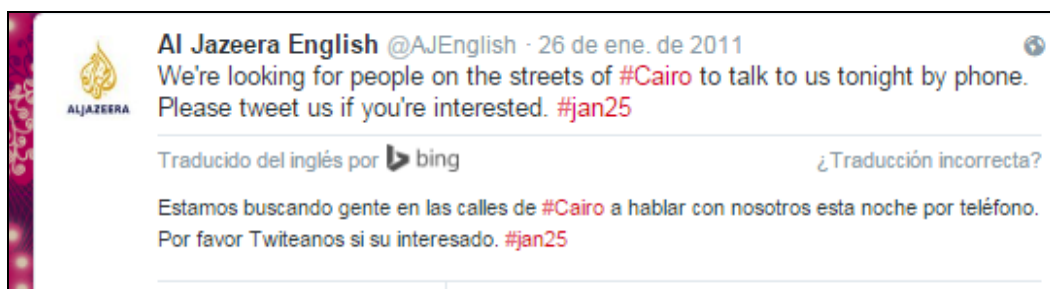 Al Jazeera English @AJEnglish · 26 de ene. de 2011
We're looking for people on the streets of #Cairo to talk to us tonight by phone.
Please tweet us if you're interested. #jan25
ALJAZEERA
Traducido del inglés por bing
¿Traducción incorrecta?
Estamos buscando gente en las calles de #Cairo a hablar con nosotros esta noche por teléfono.
Por favor Twiteanos si su interesado. #jan25